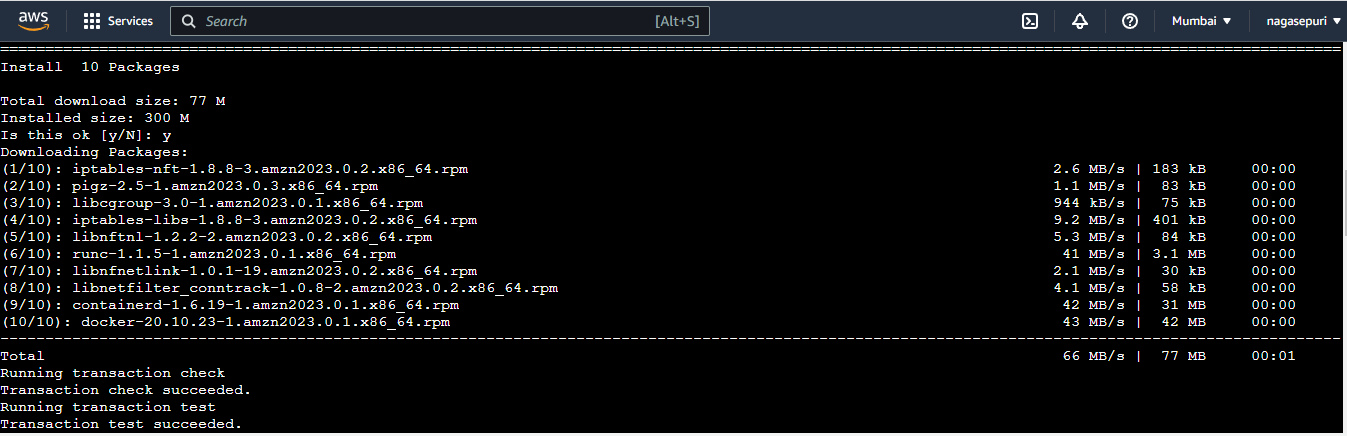 aws Services Search [Alt+S] Mumbai nagasepuri
================================================================================
Install  10 Packages
Total download size: 77 M
Installed size: 300 M
Is this ok [y/N]: y
Downloading Packages:
(1/10): iptables-nft-1.8.8-3.amzn2023.0.2.x86_64.rpm 2.6 MB/s | 183 kB 00:00
(2/10): pigz-2.5-1.amzn2023.0.3.x86_64.rpm 1.1 MB/s | 83 kB 00:00
(3/10): libcgroup-3.0-1.amzn2023.0.1.x86_64.rpm 944 kB/s | 75 kB 00:00
(4/10): iptables-libs-1.8.8-3.amzn2023.0.2.x86_64.rpm 9.2 MB/s | 401 kB 00:00
(5/10): libnftnl-1.2.2-2.amzn2023.0.2.x86_64.rpm 5.3 MB/s | 84 kB 00:00
(6/10): runc-1.1.5-1.amzn2023.0.1.x86_64.rpm 41 MB/s | 3.1 MB 00:00
(7/10): libnfnetlink-1.0.1-19.amzn2023.0.2.x86_64.rpm 2.1 MB/s | 30 kB 00:00
(8/10): libnetfilter_conntrack-1.0.8-2.amzn2023.0.2.x86_64.rpm 4.1 MB/s | 58 kB 00:00
(9/10): containerd-1.6.19-1.amzn2023.0.1.x86_64.rpm 42 MB/s | 31 MB 00:00
(10/10): docker-20.10.23-1.amzn2023.0.1.x86_64.rpm 43 MB/s | 42 MB 00:00
--------------------------------------------------------------------------------
Total 66 MB/s | 77 MB 00:01
Running transaction check
Transaction check succeeded.
Running transaction test
Transaction test succeeded.